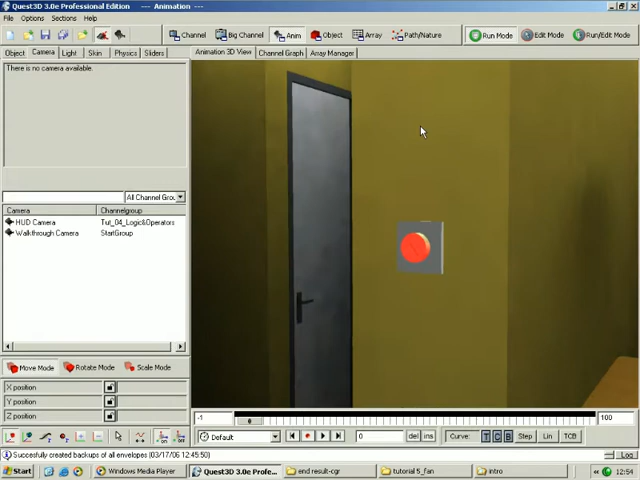 Quest3D 3.0e Professional Edition --- Animation ---
File Options Sections Help
Channel Big Channel Anim Object Array Path/Nature Run Mode Edit Mode Run/Edit Mode
Object Camera Light Skin Physics Sliders Animation 3D View Channel Graph Array Manager
There is no camera available.
All Channel Gro
Camera Channelgroup
HUD Camera Tut_04_Logic&Operators
Walkthrough Camera StartGroup
Move Mode Rotate Mode Scale Mode
X position
Y position
Z position
-1 100
Default 0 del ins Curve: T C B Step Lin TCB
Succesfully created backups of all envelopes (03/17/06 12:45:50) Log
Start Windows Media Player Quest3D 3.0e Profe... end result-cgr tutorial 5_fan intro 12:54